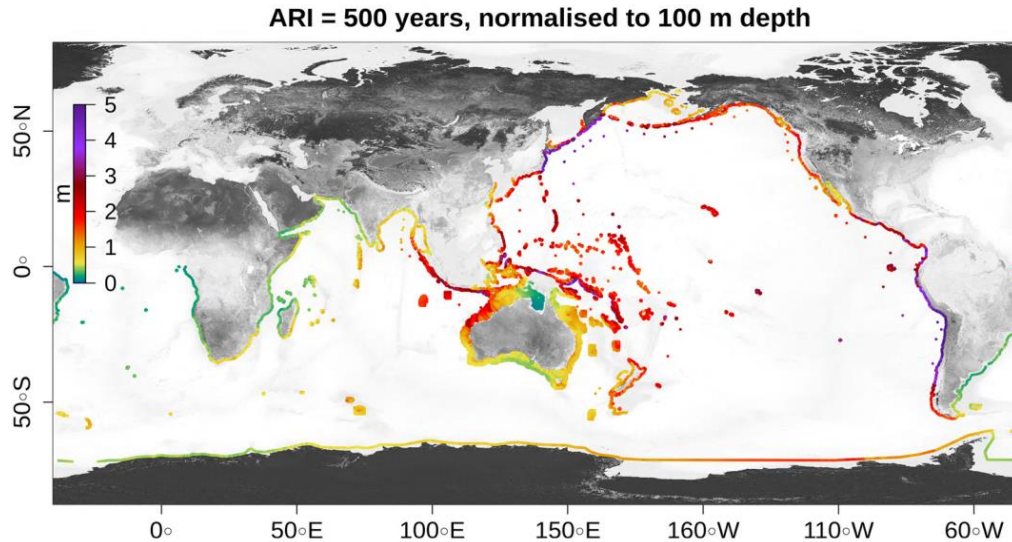 ARI = 500 years, normalised to 100 m depth
50◦N
0◦
50◦S
m
5
4
3
2
1
0
0◦
50◦E
100◦E
150◦E
160◦W
110◦W
60◦W